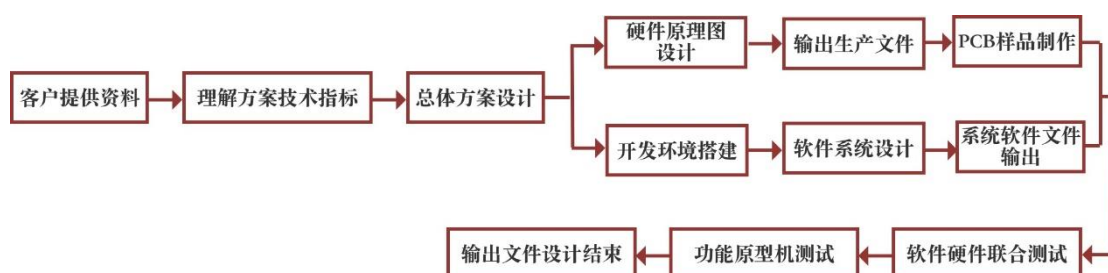 客户提供资料
理解方案技术指标
总体方案设计
硬件原理图
设计
输出生产文件
PCB样品制作
开发环境搭建
软件系统设计
系统软件文件
输出
软件硬件联合测试
功能原型机测试
输出文件设计结束